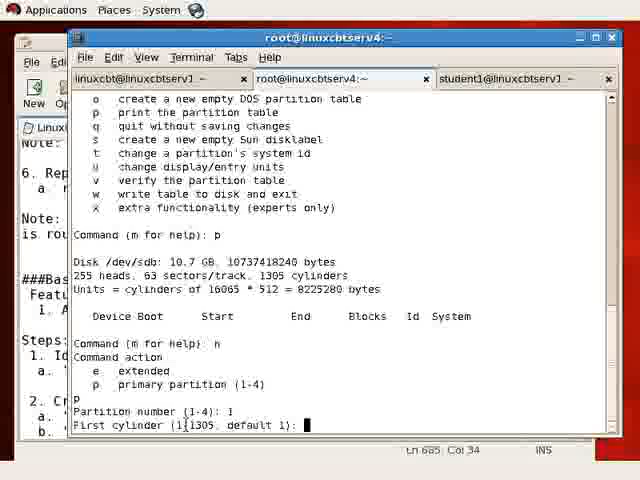 Applications Places System
root@linuxcbtserv4:~
File Edit View Terminal Tabs Help
linuxcbt@linuxcbtserv1 ~
root@linuxcbtserv4:~
student1@linuxcbtserv1 ~
o create a new empty DOS partition table
p print the partition table
q quit without saving changes
s create a new empty Sun disklabel
t change a partition's system id
u change display/entry units
v verify the partition table
w write table to disk and exit
x extra functionality (experts only)
Command (m for help): p
Disk /dev/sdb: 10.7 GB, 10737418240 bytes
255 heads, 63 sectors/track, 1305 cylinders
Units = cylinders of 16065 * 512 = 8225280 bytes
Device Boot Start End Blocks Id System
Command (m for help): n
Command action
e extended
p primary partition (1-4)
p
Partition number (1-4): 1
First cylinder (1-1305, default 1):
File
New
Note:
6. Rep
a
Note:
is rou
###Bas
Featu
1. A
Steps:
1. Id
a.
2. Cr
a.
b.
Ln 685, Col 34
INS